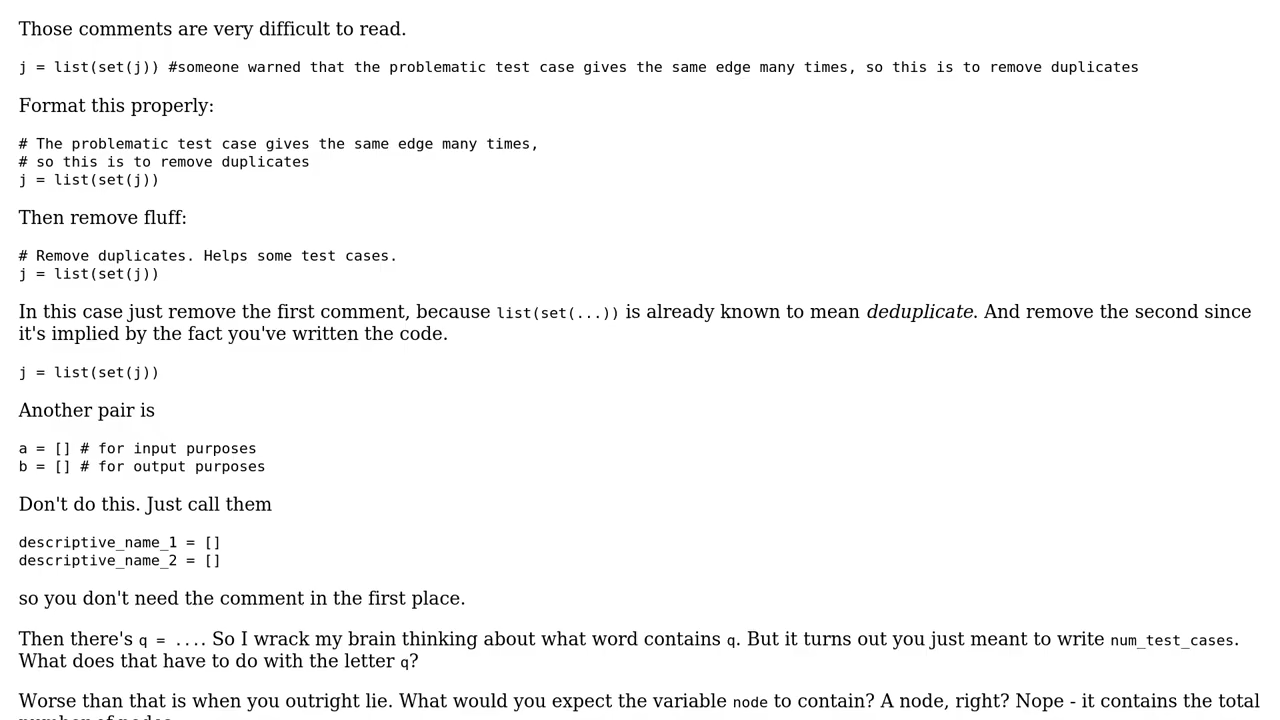 Those comments are very difficult to read.
j = list(set(j)) #someone warned that the problematic test case gives the same edge many times, so this is to remove duplicates
Format this properly:
# The problematic test case gives the same edge many times,
# so this is to remove duplicates
j = list(set(j))
Then remove fluff:
# Remove duplicates. Helps some test cases.
j = list(set(j))
In this case just remove the first comment, because list(set(...)) is already known to mean deduplicate. And remove the second since
it's implied by the fact you've written the code.
j = list(set(j))
Another pair is
a = [] # for input purposes
b = [] # for output purposes
Don't do this. Just call them
descriptive_name_1 = []
descriptive_name_2 = []
so you don't need the comment in the first place.
Then there's q = .... So I wrack my brain thinking about what word contains q. But it turns out you just meant to write num_test_cases.
What does that have to do with the letter q?
Worse than that is when you outright lie. What would you expect the variable node to contain? A node, right? Nope - it contains the total